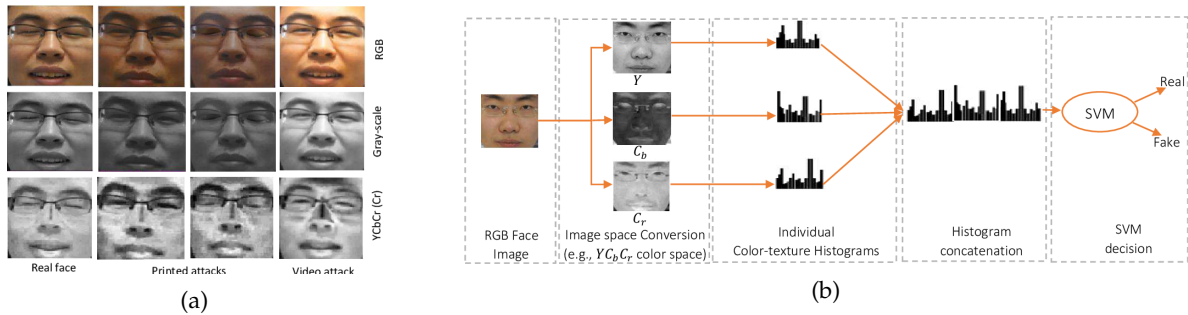 RGB
Gray-scale
YCbCr (Cr)
Real face
Printed attacks
Video attack
(a)
RGB Face
Image
Y
C_b
C_r
Image space Conversion
(e.g., YC_bC_r color space)
Individual
Color-texture Histograms
Histogram
concatenation
SVM
Real
Fake
SVM
decision
(b)